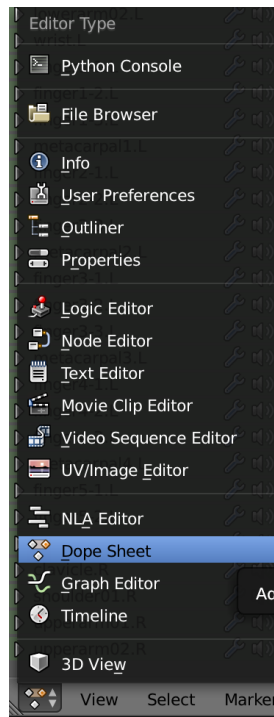 Editor Type
Python Console
File Browser
Info
User Preferences
Outliner
Properties
Logic Editor
Node Editor
Text Editor
Movie Clip Editor
Video Sequence Editor
UV/Image Editor
NLA Editor
Dope Sheet
Graph Editor
Timeline
3D View
View Select Marker